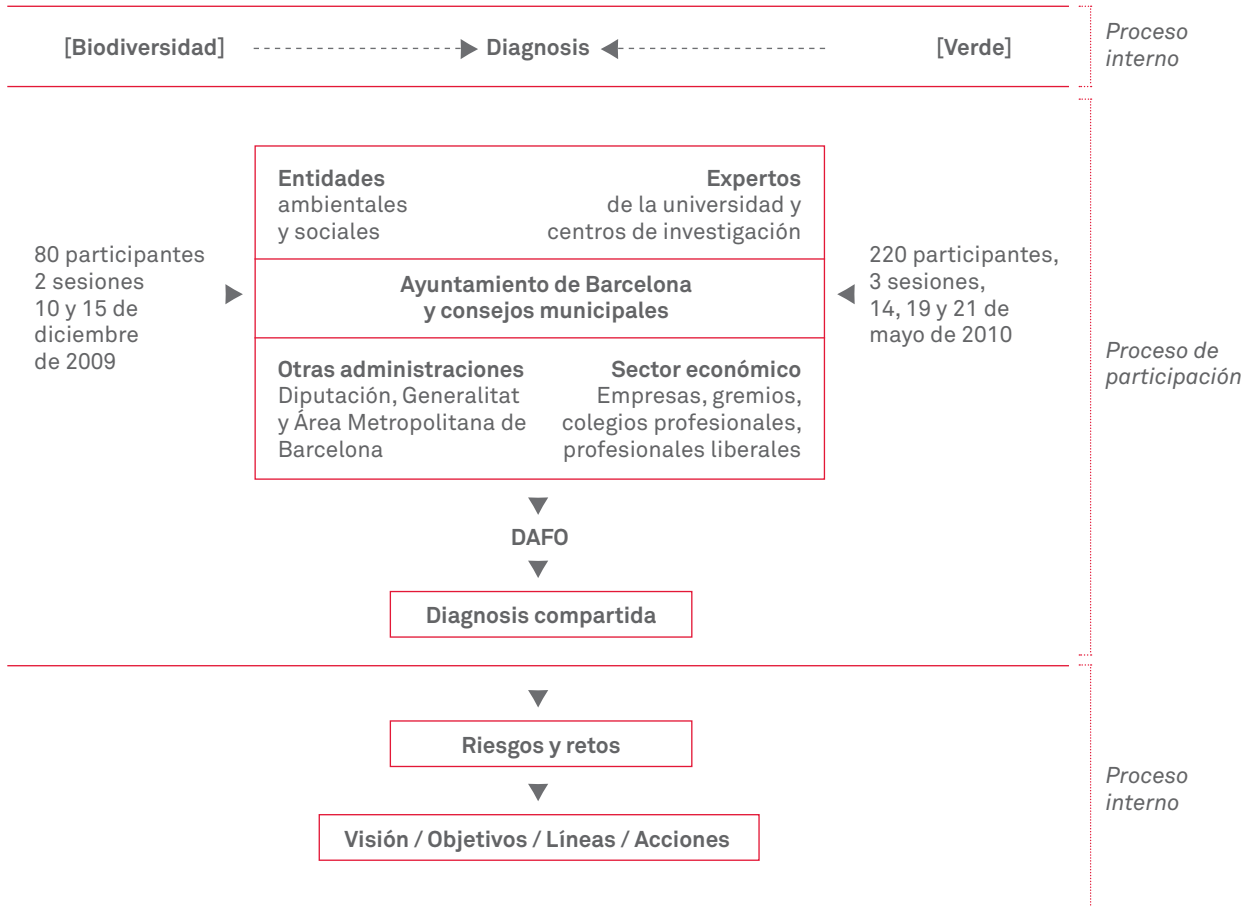 [Biodiversidad]
Diagnosis
[Verde]
Proceso
interno
Entidades
ambientales
y sociales
Expertos
de la universidad y
centros de investigación
80 participantes
2 sesiones
10 y 15 de
diciembre
de 2009
Ayuntamiento de Barcelona
y consejos municipales
220 participantes,
3 sesiones,
14, 19 y 21 de
mayo de 2010
Otras administraciones
Diputación, Generalitat
y Área Metropolitana de
Barcelona
Sector económico
Empresas, gremios,
colegios profesionales,
profesionales liberales
Proceso de
participación
DAFO
Diagnosis compartida
Riesgos y retos
Visión / Objetivos / Líneas / Acciones
Proceso
interno